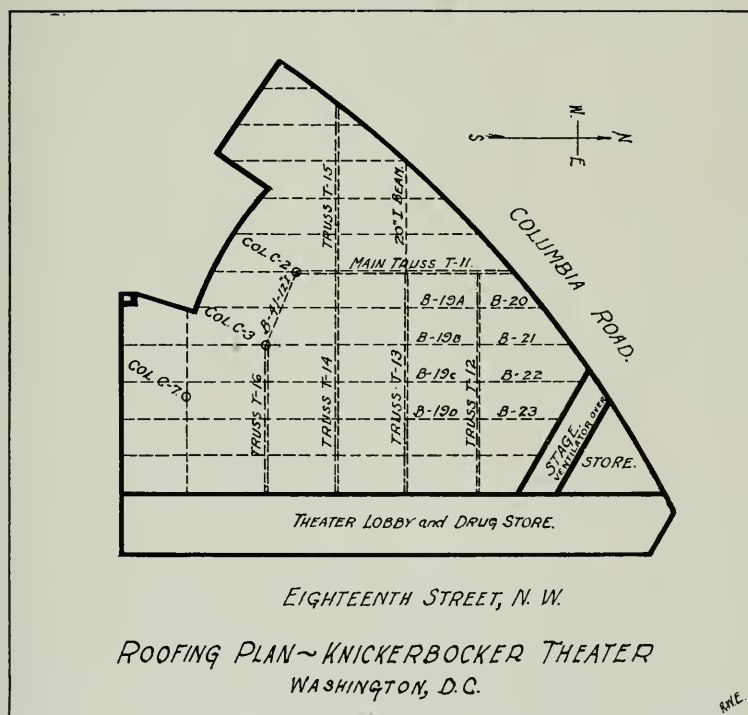 W.
S N
E
COLUMBIA ROAD.
TRUSS T-15
20" I BEAM.
COL. C-2
MAIN TRUSS T-11.
B-41-12" I
B-19A
B-20
COL. C-3
B-19B
B-21
B-19C
B-22
COL C-7
B-19D
B-23
TRUSS T-16
TRUSS T-14
TRUSS T-13
TRUSS T-12
STAGE.
VENTILATOR OVER
STORE.
THEATER LOBBY and DRUG STORE.
EIGHTEENTH STREET, N. W.
ROOFING PLAN ~ KNICKERBOCKER THEATER
WASHINGTON, D.C.
R.W.E.